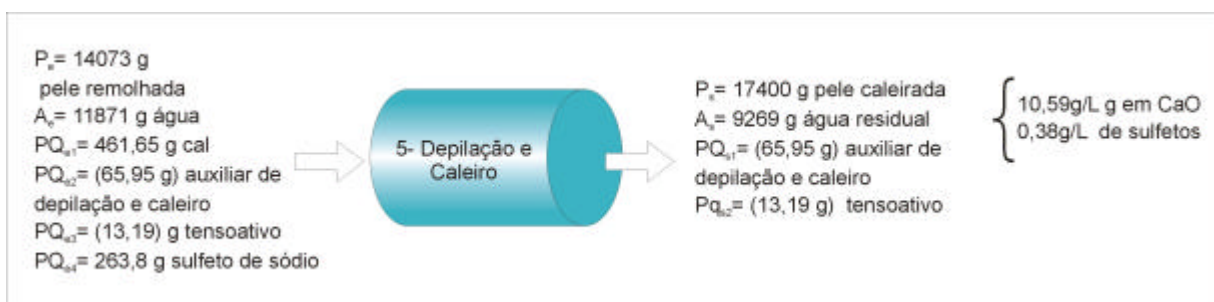 Pe= 14073 g
pele remolhada
Ae= 11871 g água
PQe1= 461,65 g cal
PQe2= (65,95 g) auxiliar de
depilação e caleiro
PQe3= (13,19) g tensoativo
PQe4= 263,8 g sulfeto de sódio
5- Depilação e
Caleiro
Ps= 17400 g pele caleirada
As= 9269 g água residual
PQs1= (65,95 g) auxiliar de
depilação e caleiro
Pqs2= (13,19 g) tensoativo
10,59g/L g em CaO
0,38g/L de sulfetos